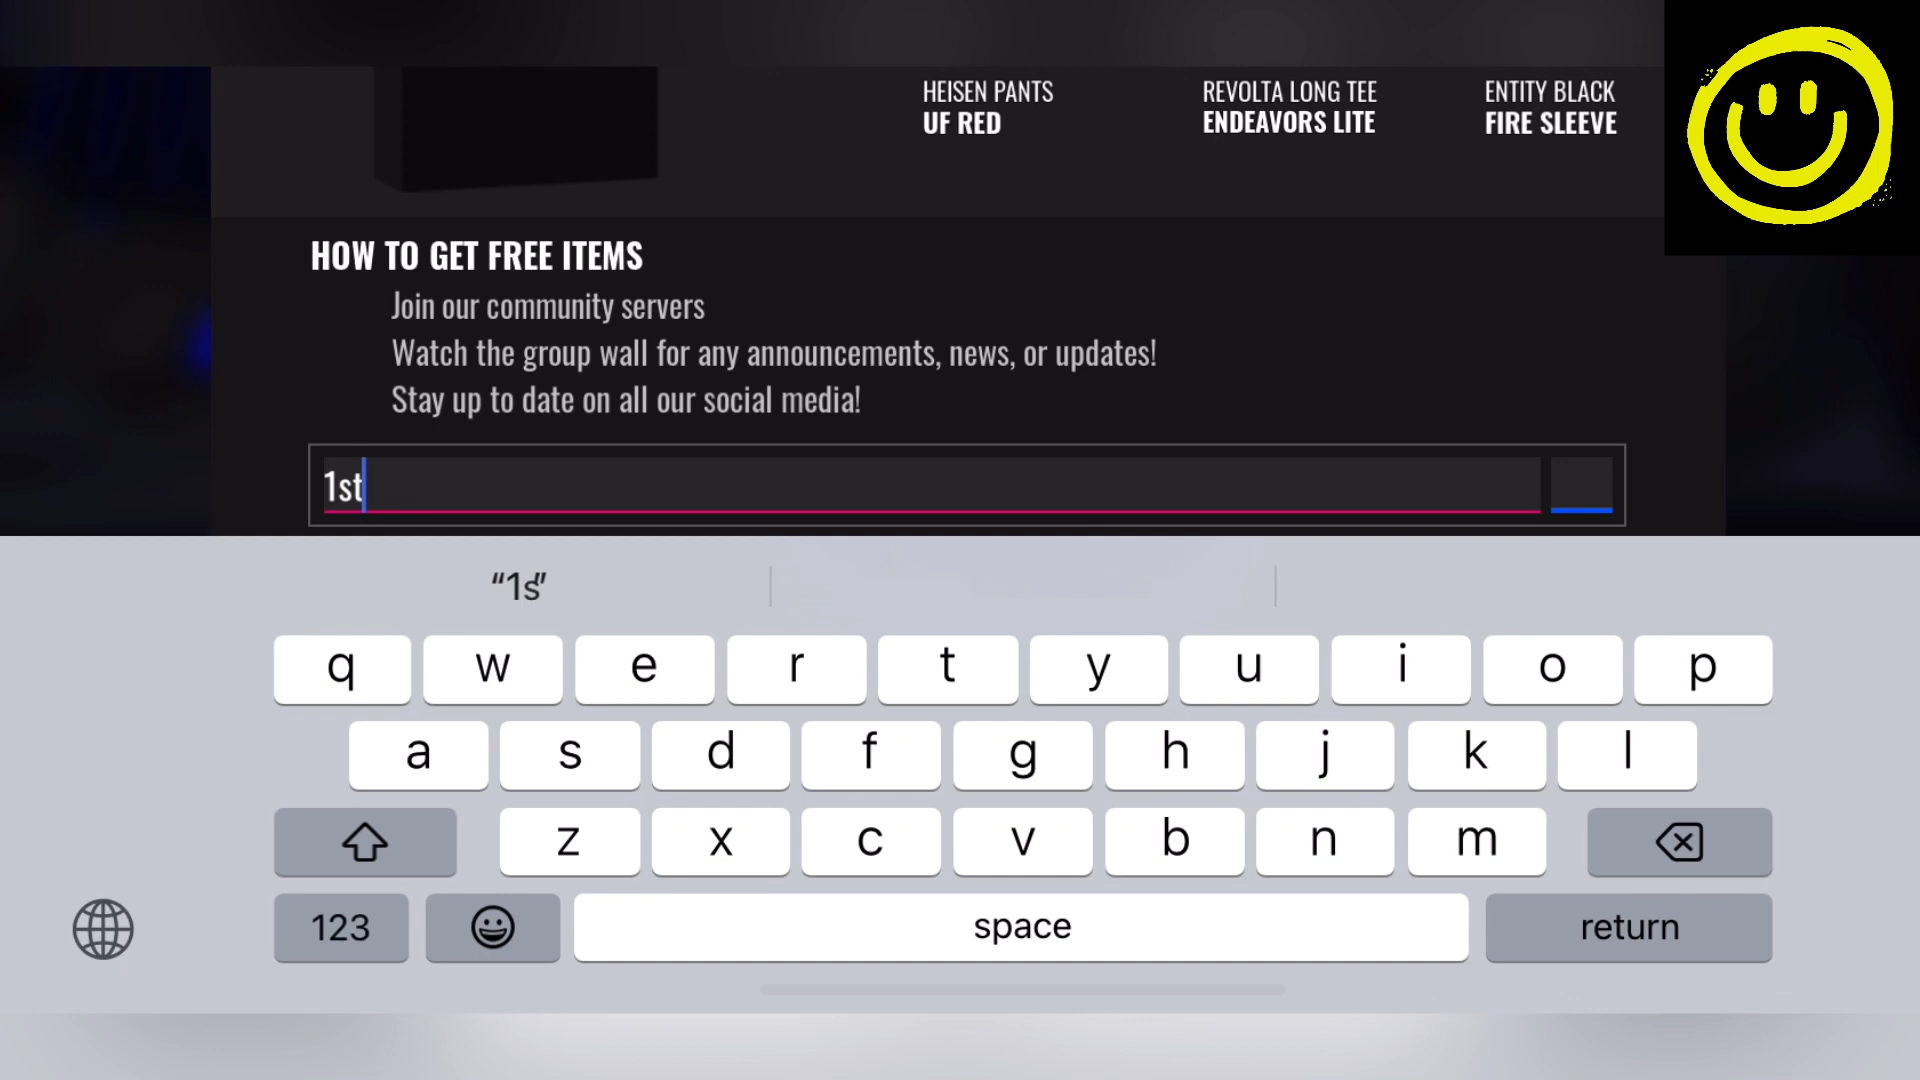 HEISEN PANTS
UF RED
REVOLTA LONG TEE
ENDEAVORS LITE
ENTITY BLACK
FIRE SLEEVE
HOW TO GET FREE ITEMS
Join our community servers
Watch the group wall for any announcements, news, or updates!
Stay up to date on all our social media!
1st
“1s”
q w e r t y u i o p
a s d f g h j k l
z x c v b n m
123 space return